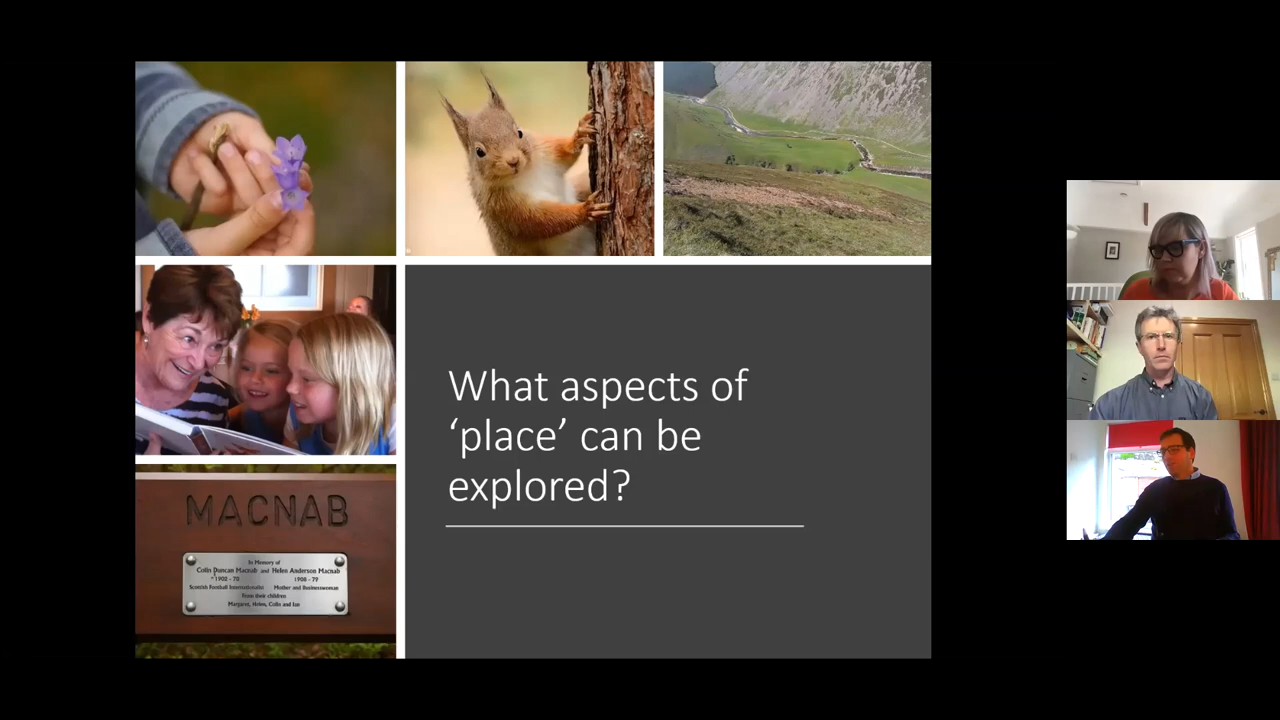 What aspects of
‘place’ can be
explored?
MACNAB
In Memory of
Colin Duncan Macnab and Helen Anderson Macnab
* 1902 - 70 1908 - 79
Scottish Football Internationalist Mother and Businesswoman
From their children
Margaret, Helen, Colin and Ian